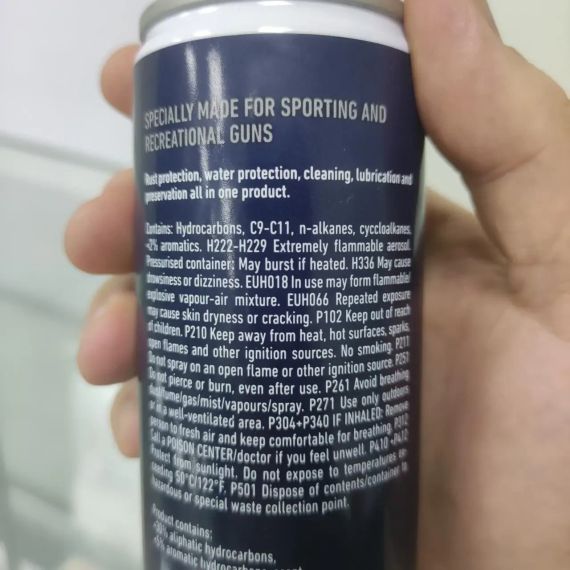 SPECIALLY MADE FOR SPORTING AND
RECREATIONAL GUNS
Rust protection, water protection, cleaning, lubrication and
preservation all in one product.
Contains: Hydrocarbons, C9-C11, n-alkanes, cyccloalkanes,
<2% aromatics. H222-H229 Extremely flammable aerosol.
Pressurised container: May burst if heated. H336 May cause
drowsiness or dizziness. EUH018 In use may form flammable/
explosive vapour-air mixture. EUH066 Repeated exposure
may cause skin dryness or cracking. P102 Keep out of reach
of children. P210 Keep away from heat, hot surfaces, sparks,
open flames and other ignition sources. No smoking. P211
Do not spray on an open flame or other ignition source. P251
Do not pierce or burn, even after use. P261 Avoid breathing
dust/fume/gas/mist/vapours/spray. P271 Use only outdoors
or in a well-ventilated area. P304+P340 IF INHALED: Remove
person to fresh air and keep comfortable for breathing. P312
Call a POISON CENTER/doctor if you feel unwell. P410+P412
Protect from sunlight. Do not expose to temperatures ex-
ceeding 50°C/122°F. P501 Dispose of contents/container to
hazardous or special waste collection point.
Product contains:
>30% aliphatic hydrocarbons,
<5% aromatic hydrocarbons